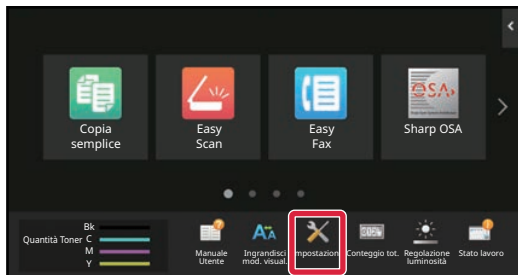 Copia
semplice
Easy
Scan
Easy
Fax
OSA
Sharp OSA
Bk
Quantità Toner C
M
Y
Manuale
Utente
Ingrandisci
mod. visual.
Impostazioni
Conteggio tot.
Regolazione
luminosità
Stato lavoro